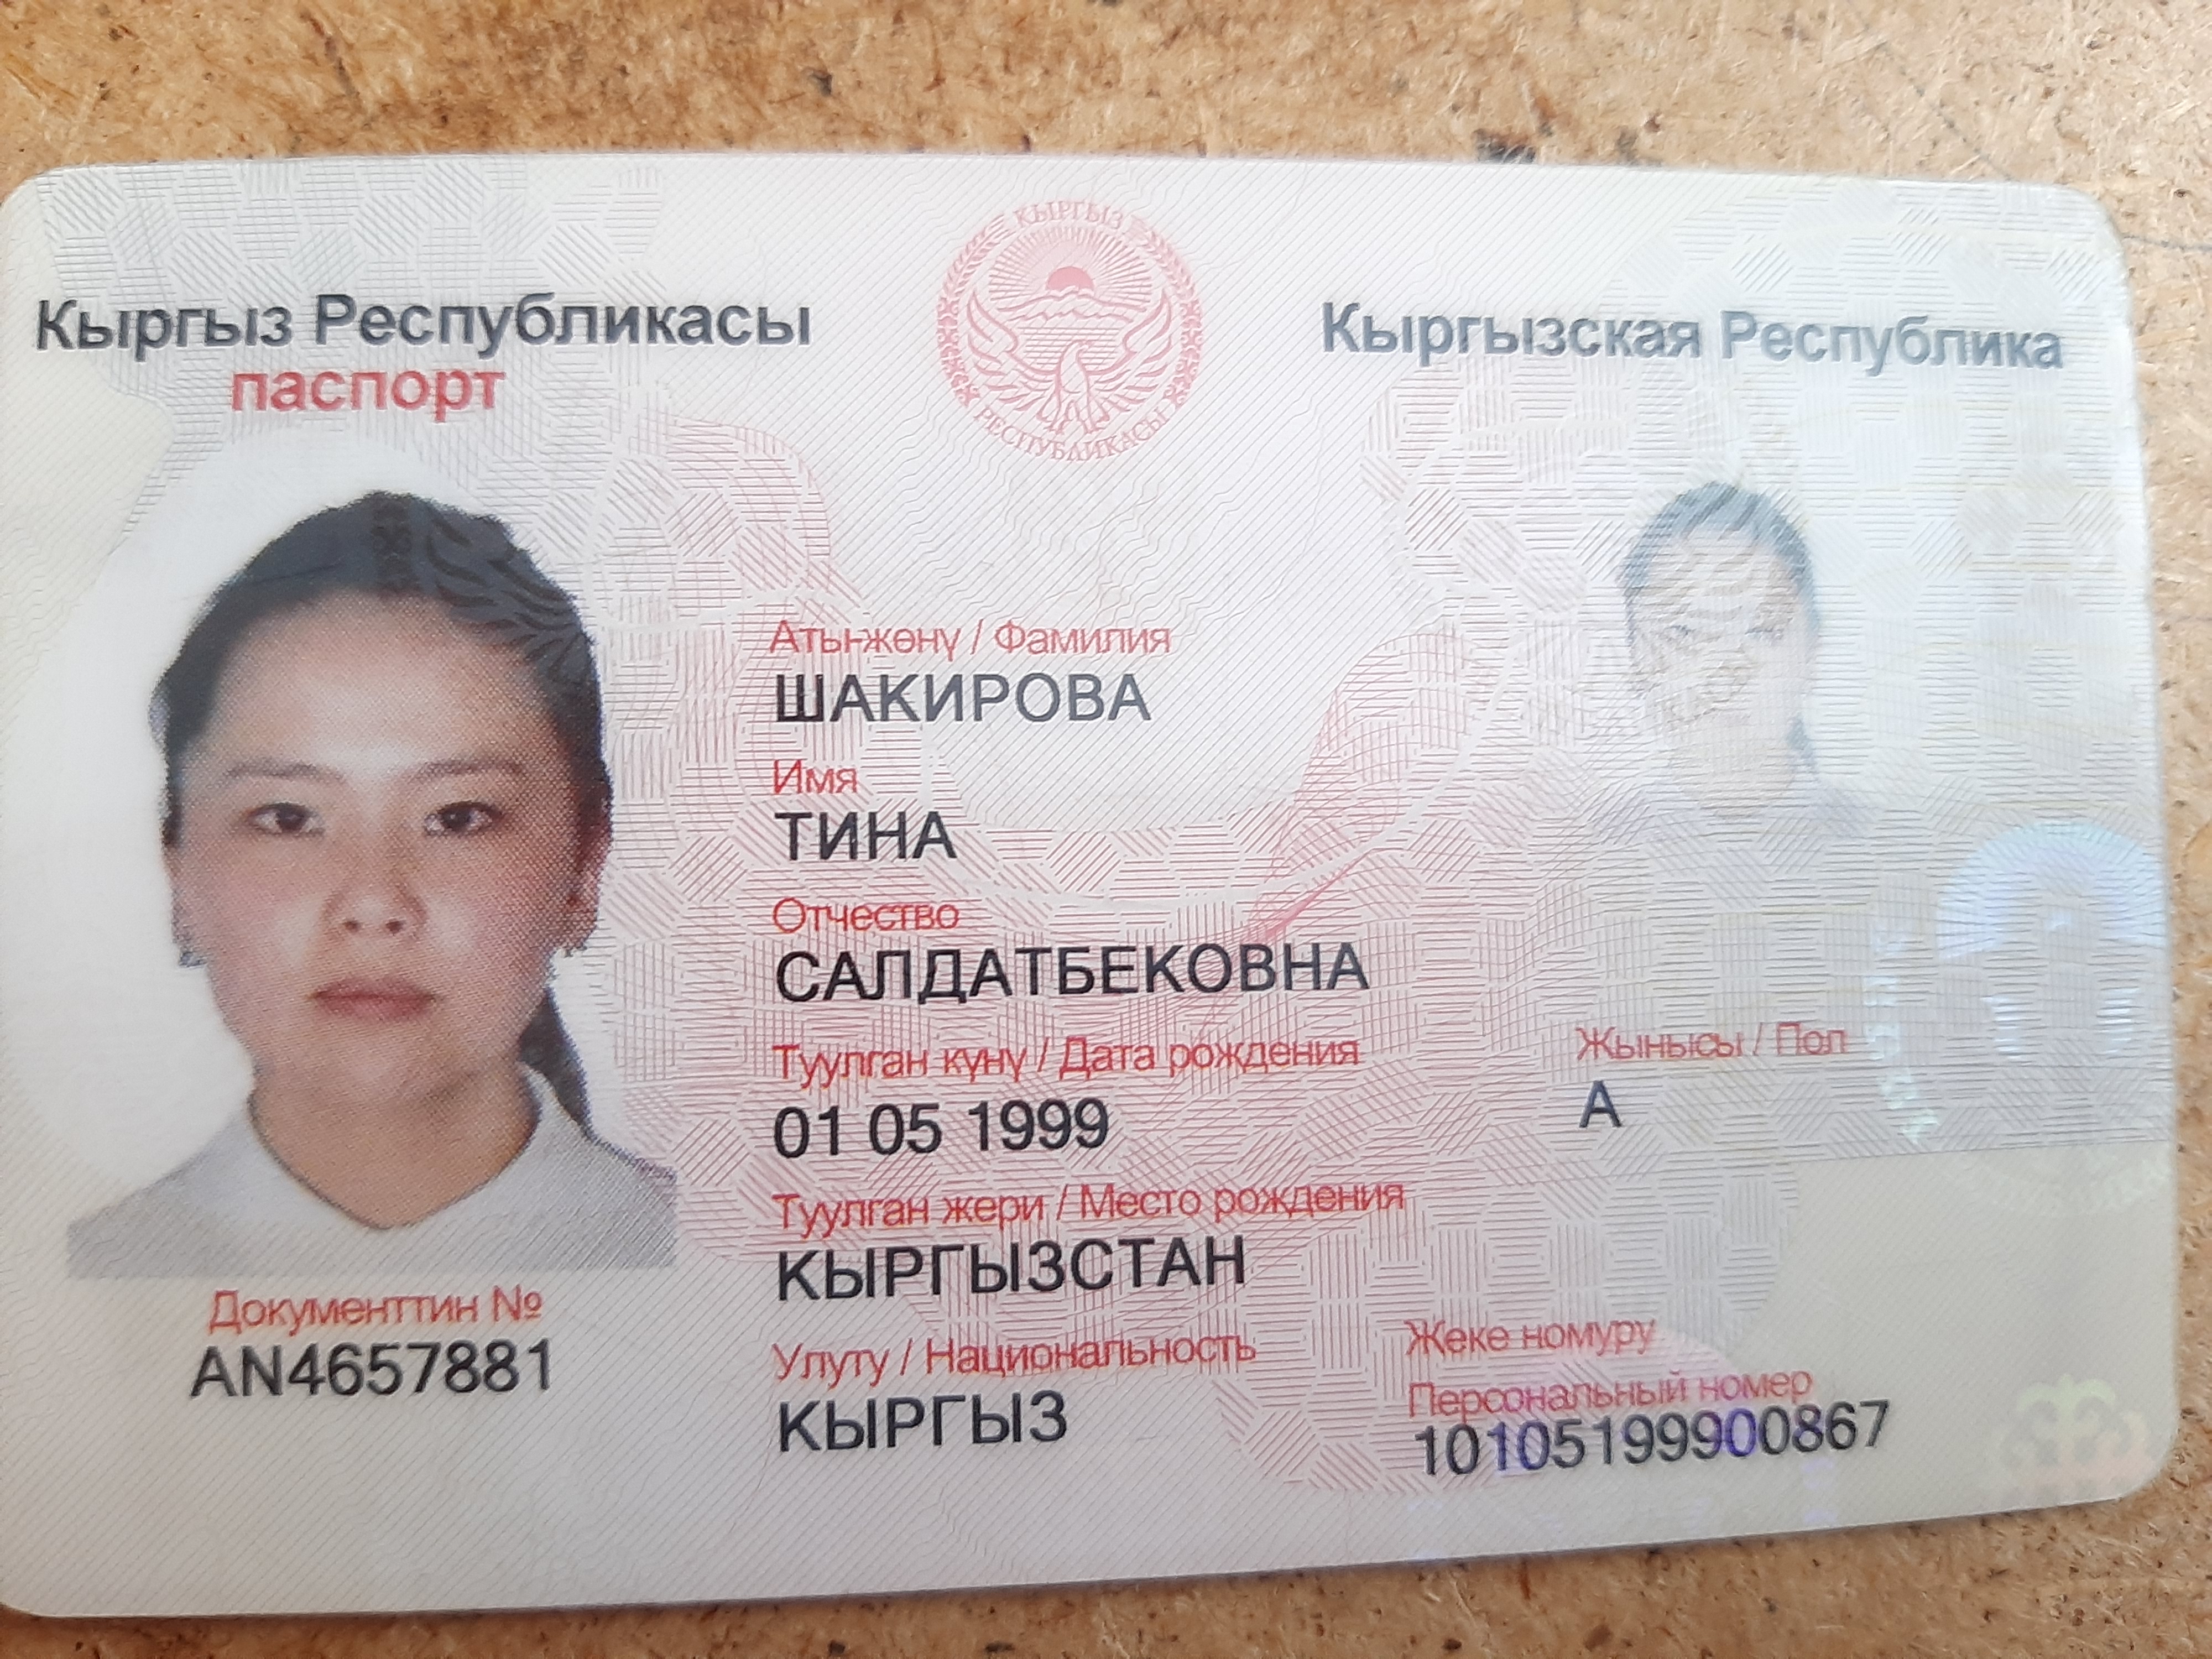 Кыргыз Республикасы
паспорт
КЫРГЫЗ
РЕСПУБЛИКАСЫ
Кыргызская Республика
Аты-жөнү / Фамилия
ШАКИРОВА
Имя
ТИНА
Отчество
САЛДАТБЕКОВНА
Туулган күнү / Дата рождения
01 05 1999
Жынысы / Пол
А
Туулган жери / Место рождения
КЫРГЫЗСТАН
Документтин №
AN4657881
Улуту / Национальность
КЫРГЫЗ
Жеке номуру
Персональный номер
10105199900867